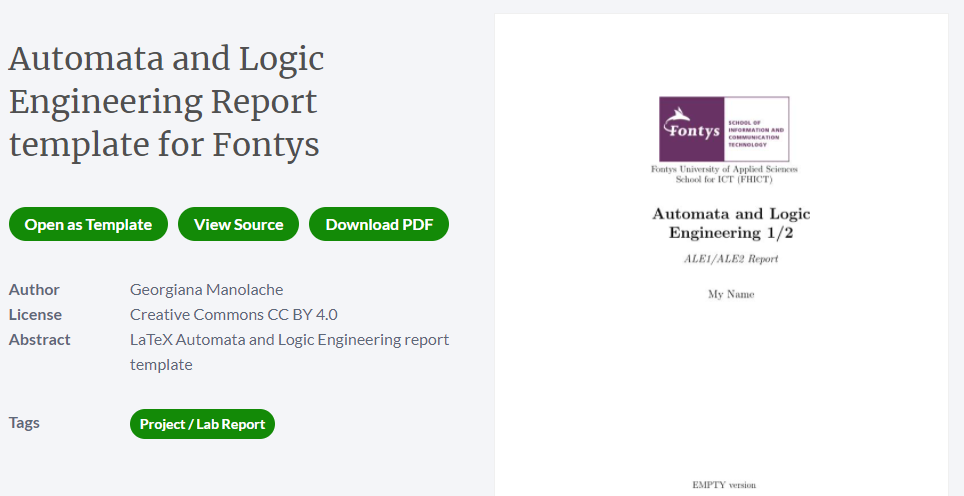 Automata and Logic
Engineering Report
template for Fontys
Open as Template
View Source
Download PDF
Author
Georgiana Manolache
License
Creative Commons CC BY 4.0
Abstract
LaTeX Automata and Logic Engineering report
template
Tags
Project / Lab Report
Fontys
SCHOOL OF
INFORMATION AND
COMMUNICATION
TECHNOLOGY
Fontys University of Applied Sciences
School for ICT (FHICT)
Automata and Logic
Engineering 1/2
ALE1/ALE2 Report
My Name
EMPTY version